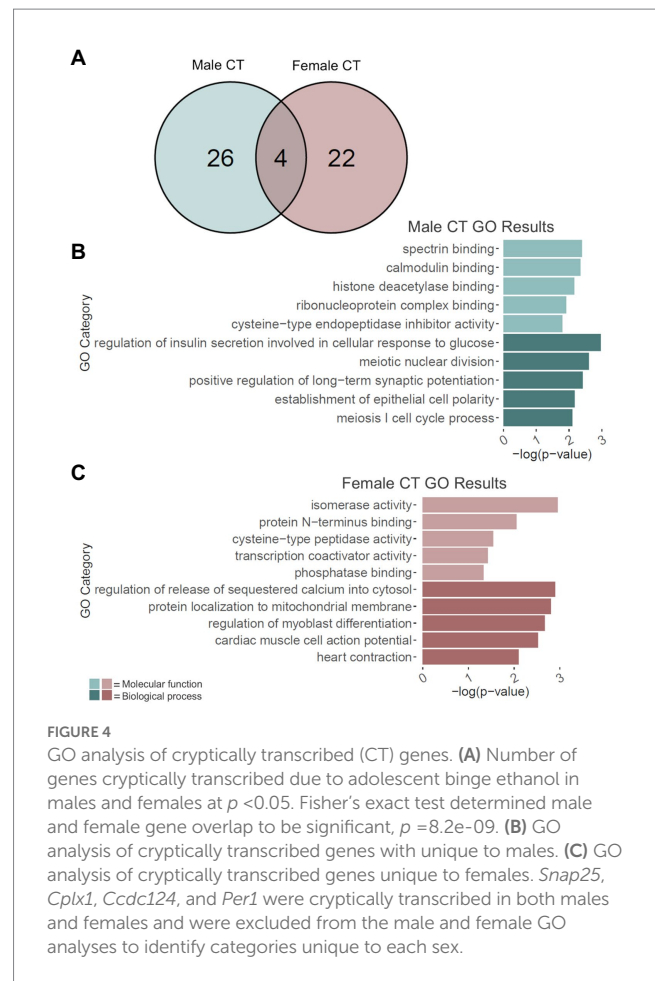 A
Male CT
Female CT
26
4
22
B
Male CT GO Results
GO Category
spectrin binding
calmodulin binding
histone deacetylase binding
ribonucleoprotein complex binding
cysteine-type endopeptidase inhibitor activity
regulation of insulin secretion involved in cellular response to glucose
meiotic nuclear division
positive regulation of long-term synaptic potentiation
establishment of epithelial cell polarity
meiosis I cell cycle process
0 1 2 3
−log(p-value)
C
Female CT GO Results
GO Category
isomerase activity
protein N-terminus binding
cysteine-type peptidase activity
transcription coactivator activity
phosphatase binding
regulation of release of sequestered calcium into cytosol
protein localization to mitochondrial membrane
regulation of myoblast differentiation
cardiac muscle cell action potential
heart contraction
0 1 2 3
−log(p-value)
= Molecular function
= Biological process
FIGURE 4
GO analysis of cryptically transcribed (CT) genes. (A) Number of
genes cryptically transcribed due to adolescent binge ethanol in
males and females at p <0.05. Fisher's exact test determined male
and female gene overlap to be significant, p =8.2e-09. (B) GO
analysis of cryptically transcribed genes with unique to males. (C) GO
analysis of cryptically transcribed genes unique to females. Snap25,
Cplx1, Ccdc124, and Per1 were cryptically transcribed in both males
and females and were excluded from the male and female GO
analyses to identify categories unique to each sex.